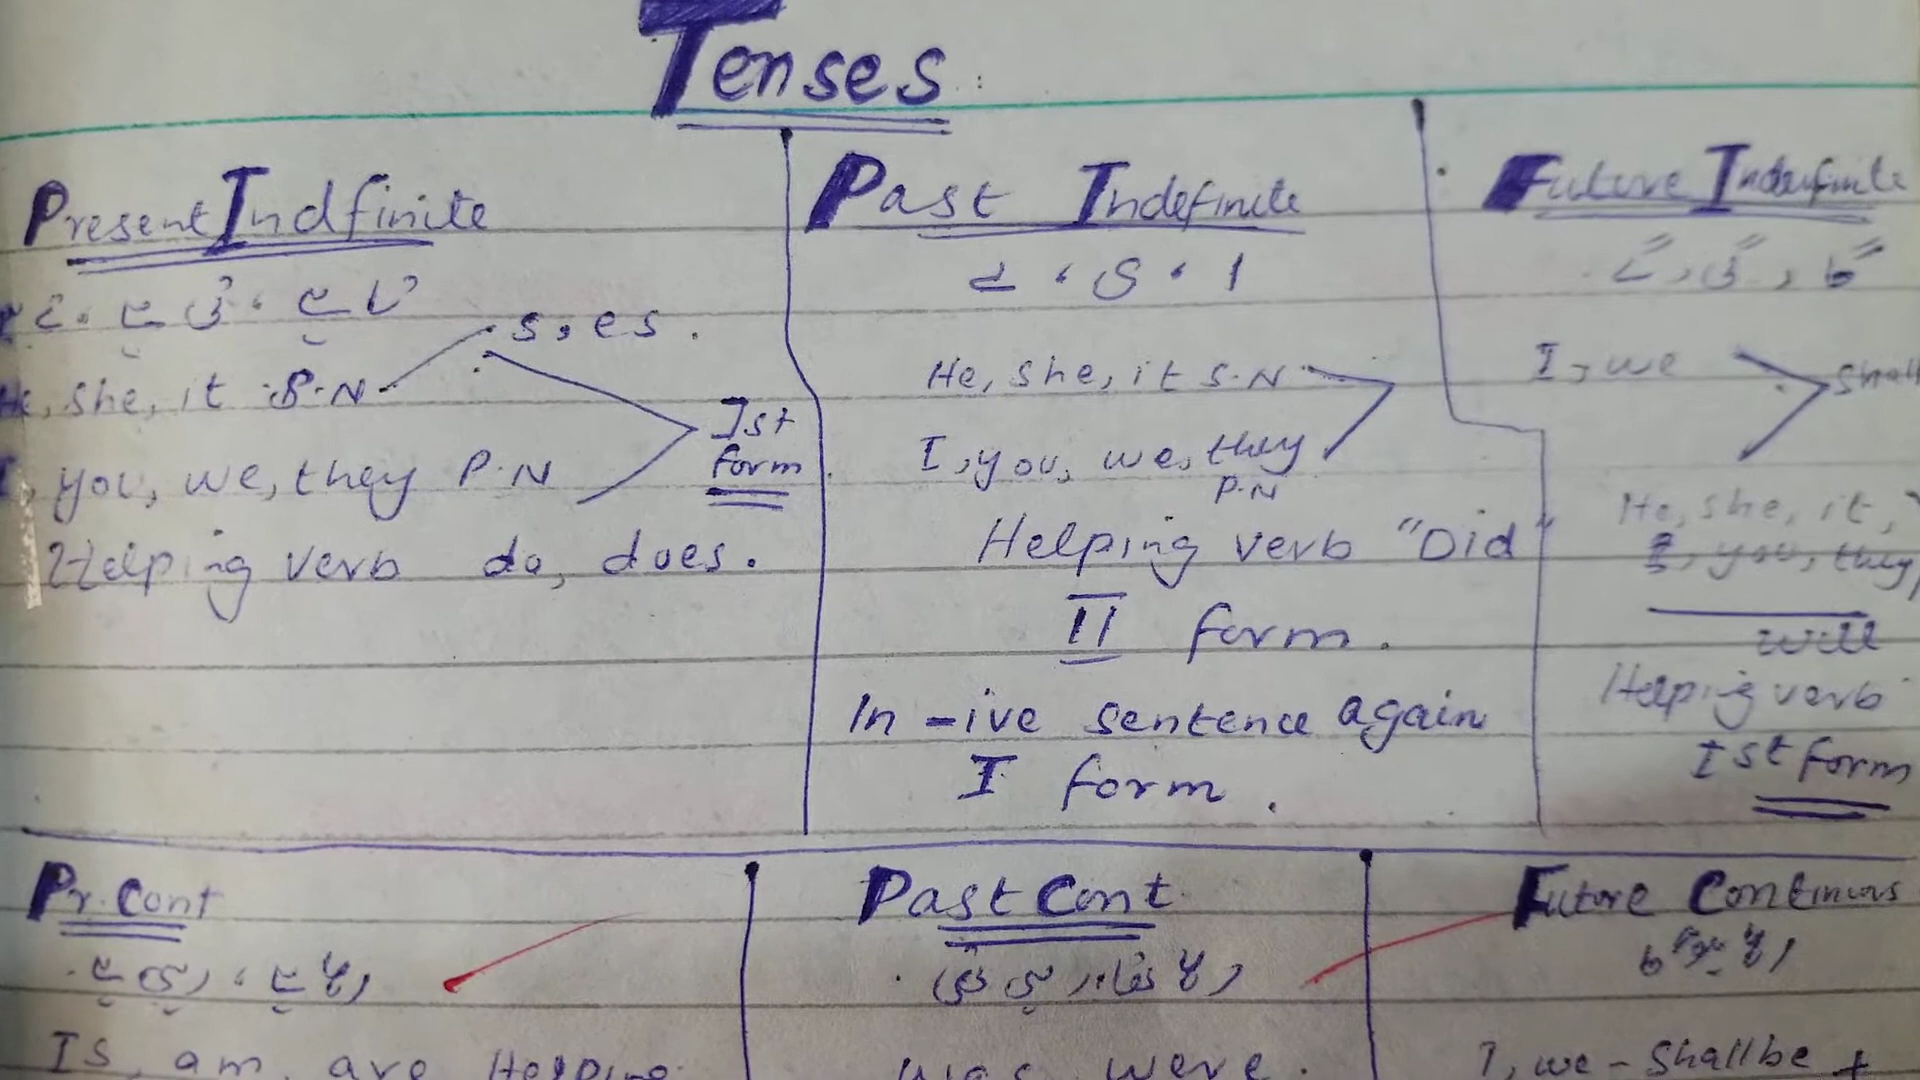 Tenses
Present Indfinite
تا ہے ، تی ہے ، تے
s, es.
He, she, it S.N
Ist
form
I, you, we, they P.N
Helping verb do, does.
Past Indefinite
ا ، ی ، ے
He, she, it S.N
I, you, we, they
P.N
Helping verb "Did"
II form.
In -ive sentence again
I form.
Future Indefinite
گا ، گی ، گے
I, we
shall
He, she, it,
I, you, they
will
Helping verb
Ist form
Pr. Cont
رہا ہے ، رہی ہے
Past Cont
رہا تھا ، رہی تھی
Future Continuous
رہا ہو گا
Is, am, are Helping
was were.
I, we - Shall be +